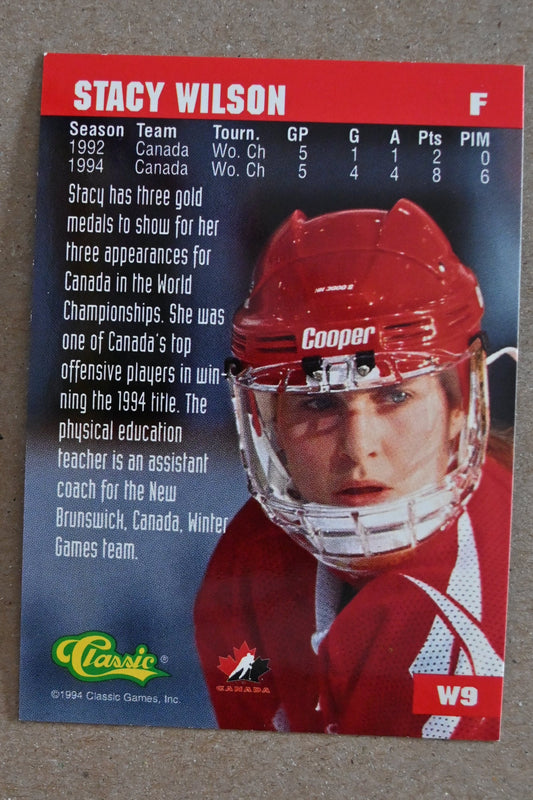 STACY WILSON F
Season Team Tourn. GP G A Pts PIM
1992 Canada Wo. Ch 5 1 1 2 0
1994 Canada Wo. Ch 5 4 4 8 6
Stacy has three gold
medals to show for her
three appearances for
Canada in the World
Championships. She was
one of Canada's top
offensive players in win-
ning the 1994 title. The
physical education
teacher is an assistant
coach for the New
Brunswick, Canada, Winter
Games team.
HH 3000 S
Cooper
Classic®
©1994 Classic Games, Inc.
CANADA
W9